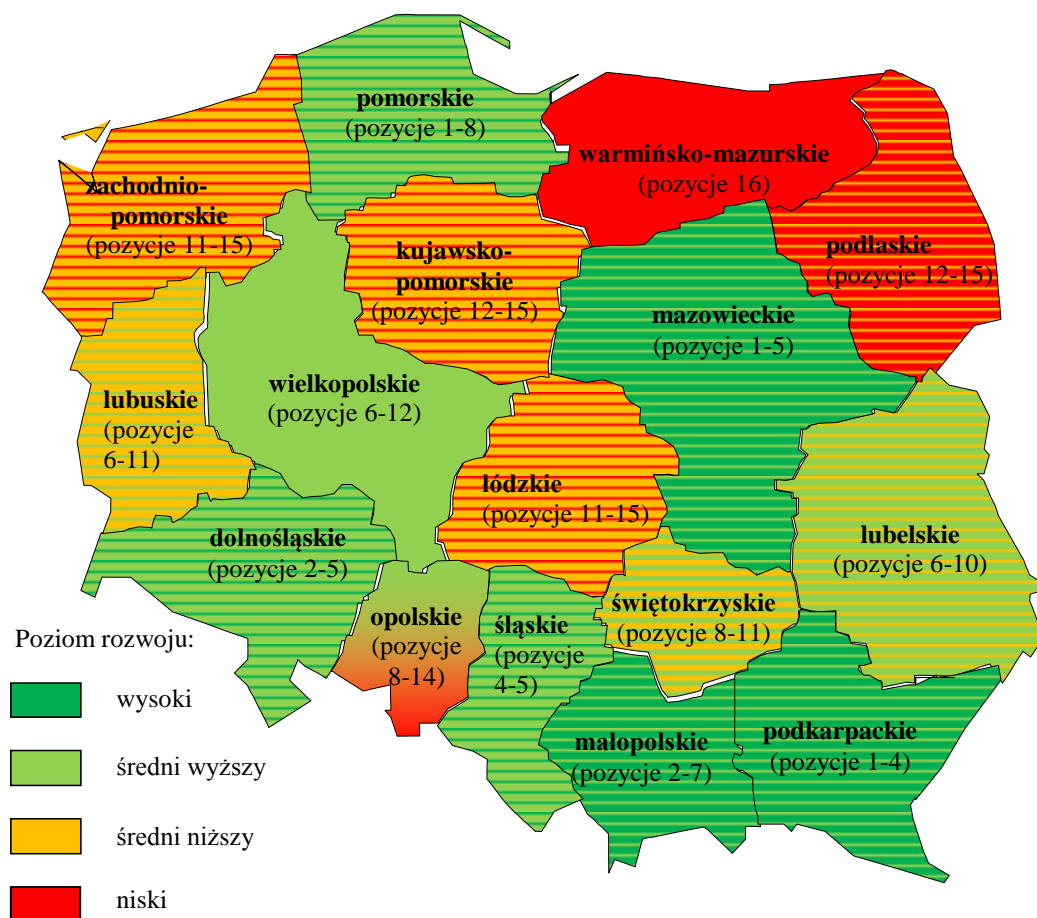 pomorskie
(pozycje 1-8)
warmińsko-mazurskie
(pozycje 16)
zachodnio-
pomorskie
(pozycje 11-15)
kujawsko-
pomorskie
(pozycje 12-15)
podlaskie
(pozycje 12-15)
mazowieckie
(pozycje 1-5)
wielkopolskie
(pozycje 6-12)
lubuskie
(pozycje
6-11)
łódzkie
(pozycje 11-15)
dolnośląskie
(pozycje 2-5)
lubelskie
(pozycje 6-10)
opolskie
(pozycje
8-14)
śląskie
(pozycje
4-5)
świętokrzyskie
(pozycje 8-11)
małopolskie
(pozycje 2-7)
podkarpackie
(pozycje 1-4)
Poziom rozwoju:
wysoki
średni wyższy
średni niższy
niski